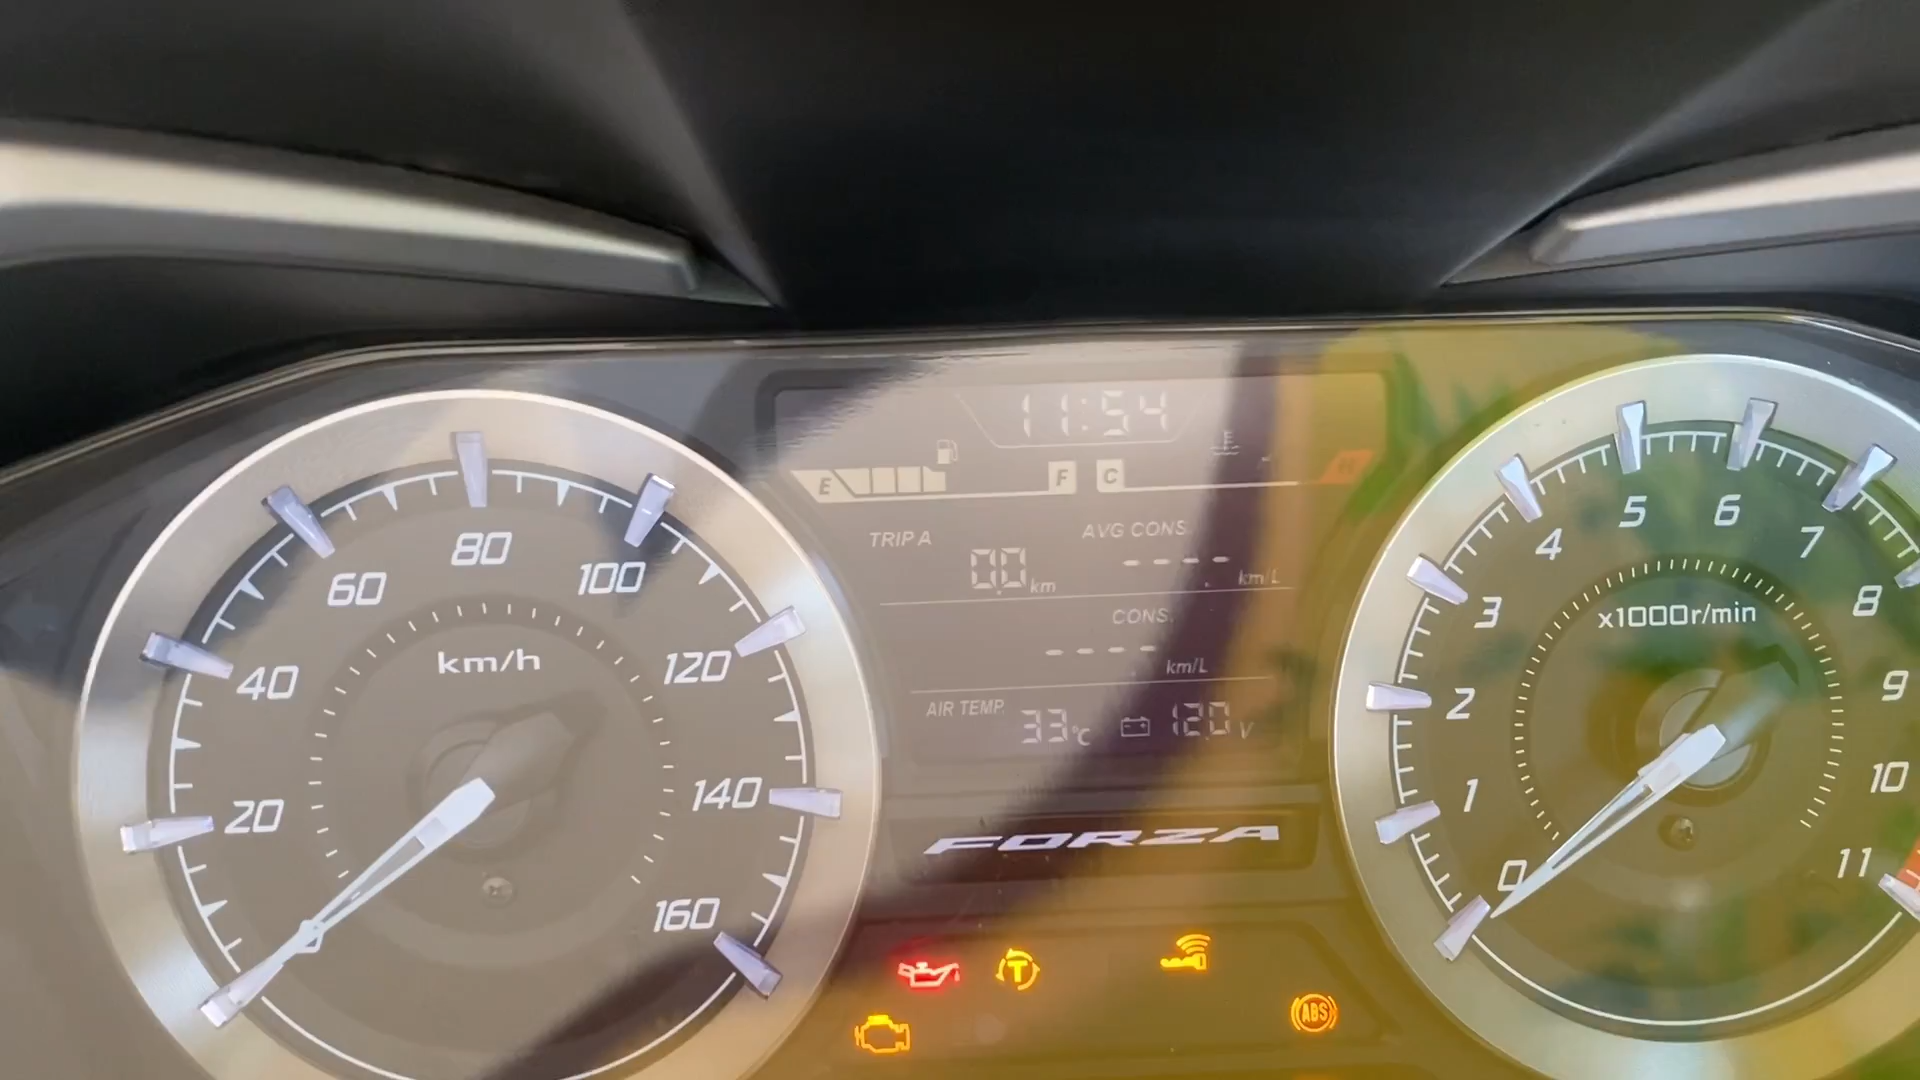 11:54
E F C H
TRIP A
0.0 km
AVG CONS.
----.- km/L
CONS.
----.- km/L
AIR TEMP. 33°C 12.0 V
FORZA
km/h
20
40
60
80
100
120
140
160
x1000r/min
0
1
2
3
4
5
6
7
8
9
10
11
T
ABS